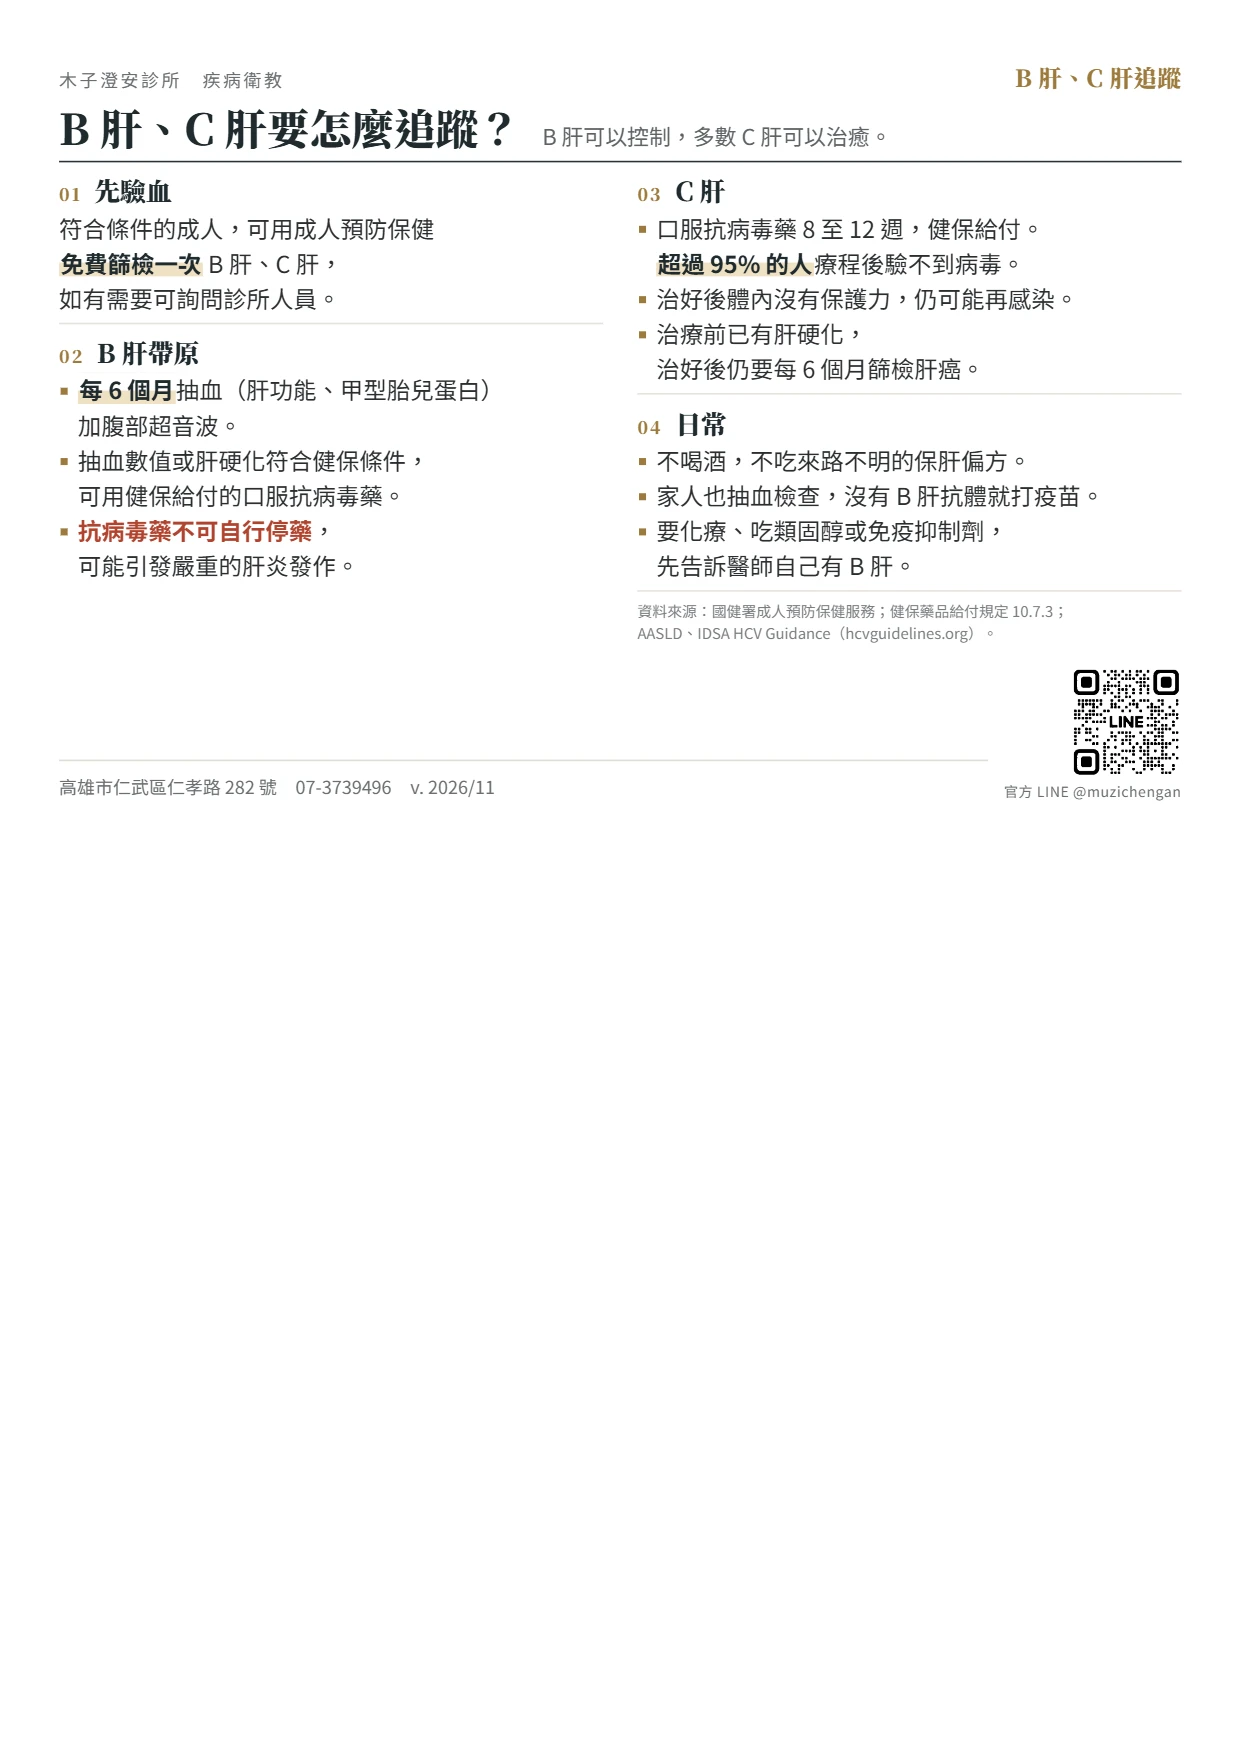 木子澄安診所　疾病衛教
B 肝、C 肝追蹤
B 肝、C 肝要怎麼追蹤？
B 肝可以控制，多數 C 肝可以治癒。
01 先驗血
符合條件的成人，可用成人預防保健
免費篩檢一次 B 肝、C 肝，
如有需要可詢問診所人員。
02 B 肝帶原
每 6 個月抽血（肝功能、甲型胎兒蛋白）
加腹部超音波。
抽血數值或肝硬化符合健保條件，
可用健保給付的口服抗病毒藥。
抗病毒藥不可自行停藥，
可能引發嚴重的肝炎發作。
03 C 肝
口服抗病毒藥 8 至 12 週，健保給付。
超過 95% 的人療程後驗不到病毒。
治好後體內沒有保護力，仍可能再感染。
治療前已有肝硬化，
治好後仍要每 6 個月篩檢肝癌。
04 日常
不喝酒，不吃來路不明的保肝偏方。
家人也抽血檢查，沒有 B 肝抗體就打疫苗。
要化療、吃類固醇或免疫抑制劑，
先告訴醫師自己有 B 肝。
資料來源：國健署成人預防保健服務；健保藥品給付規定 10.7.3；
AASLD、IDSA HCV Guidance（hcvguidelines.org）。
LINE
高雄市仁武區仁孝路 282 號　07-3739496　v. 2026/11
官方 LINE @muzichengan